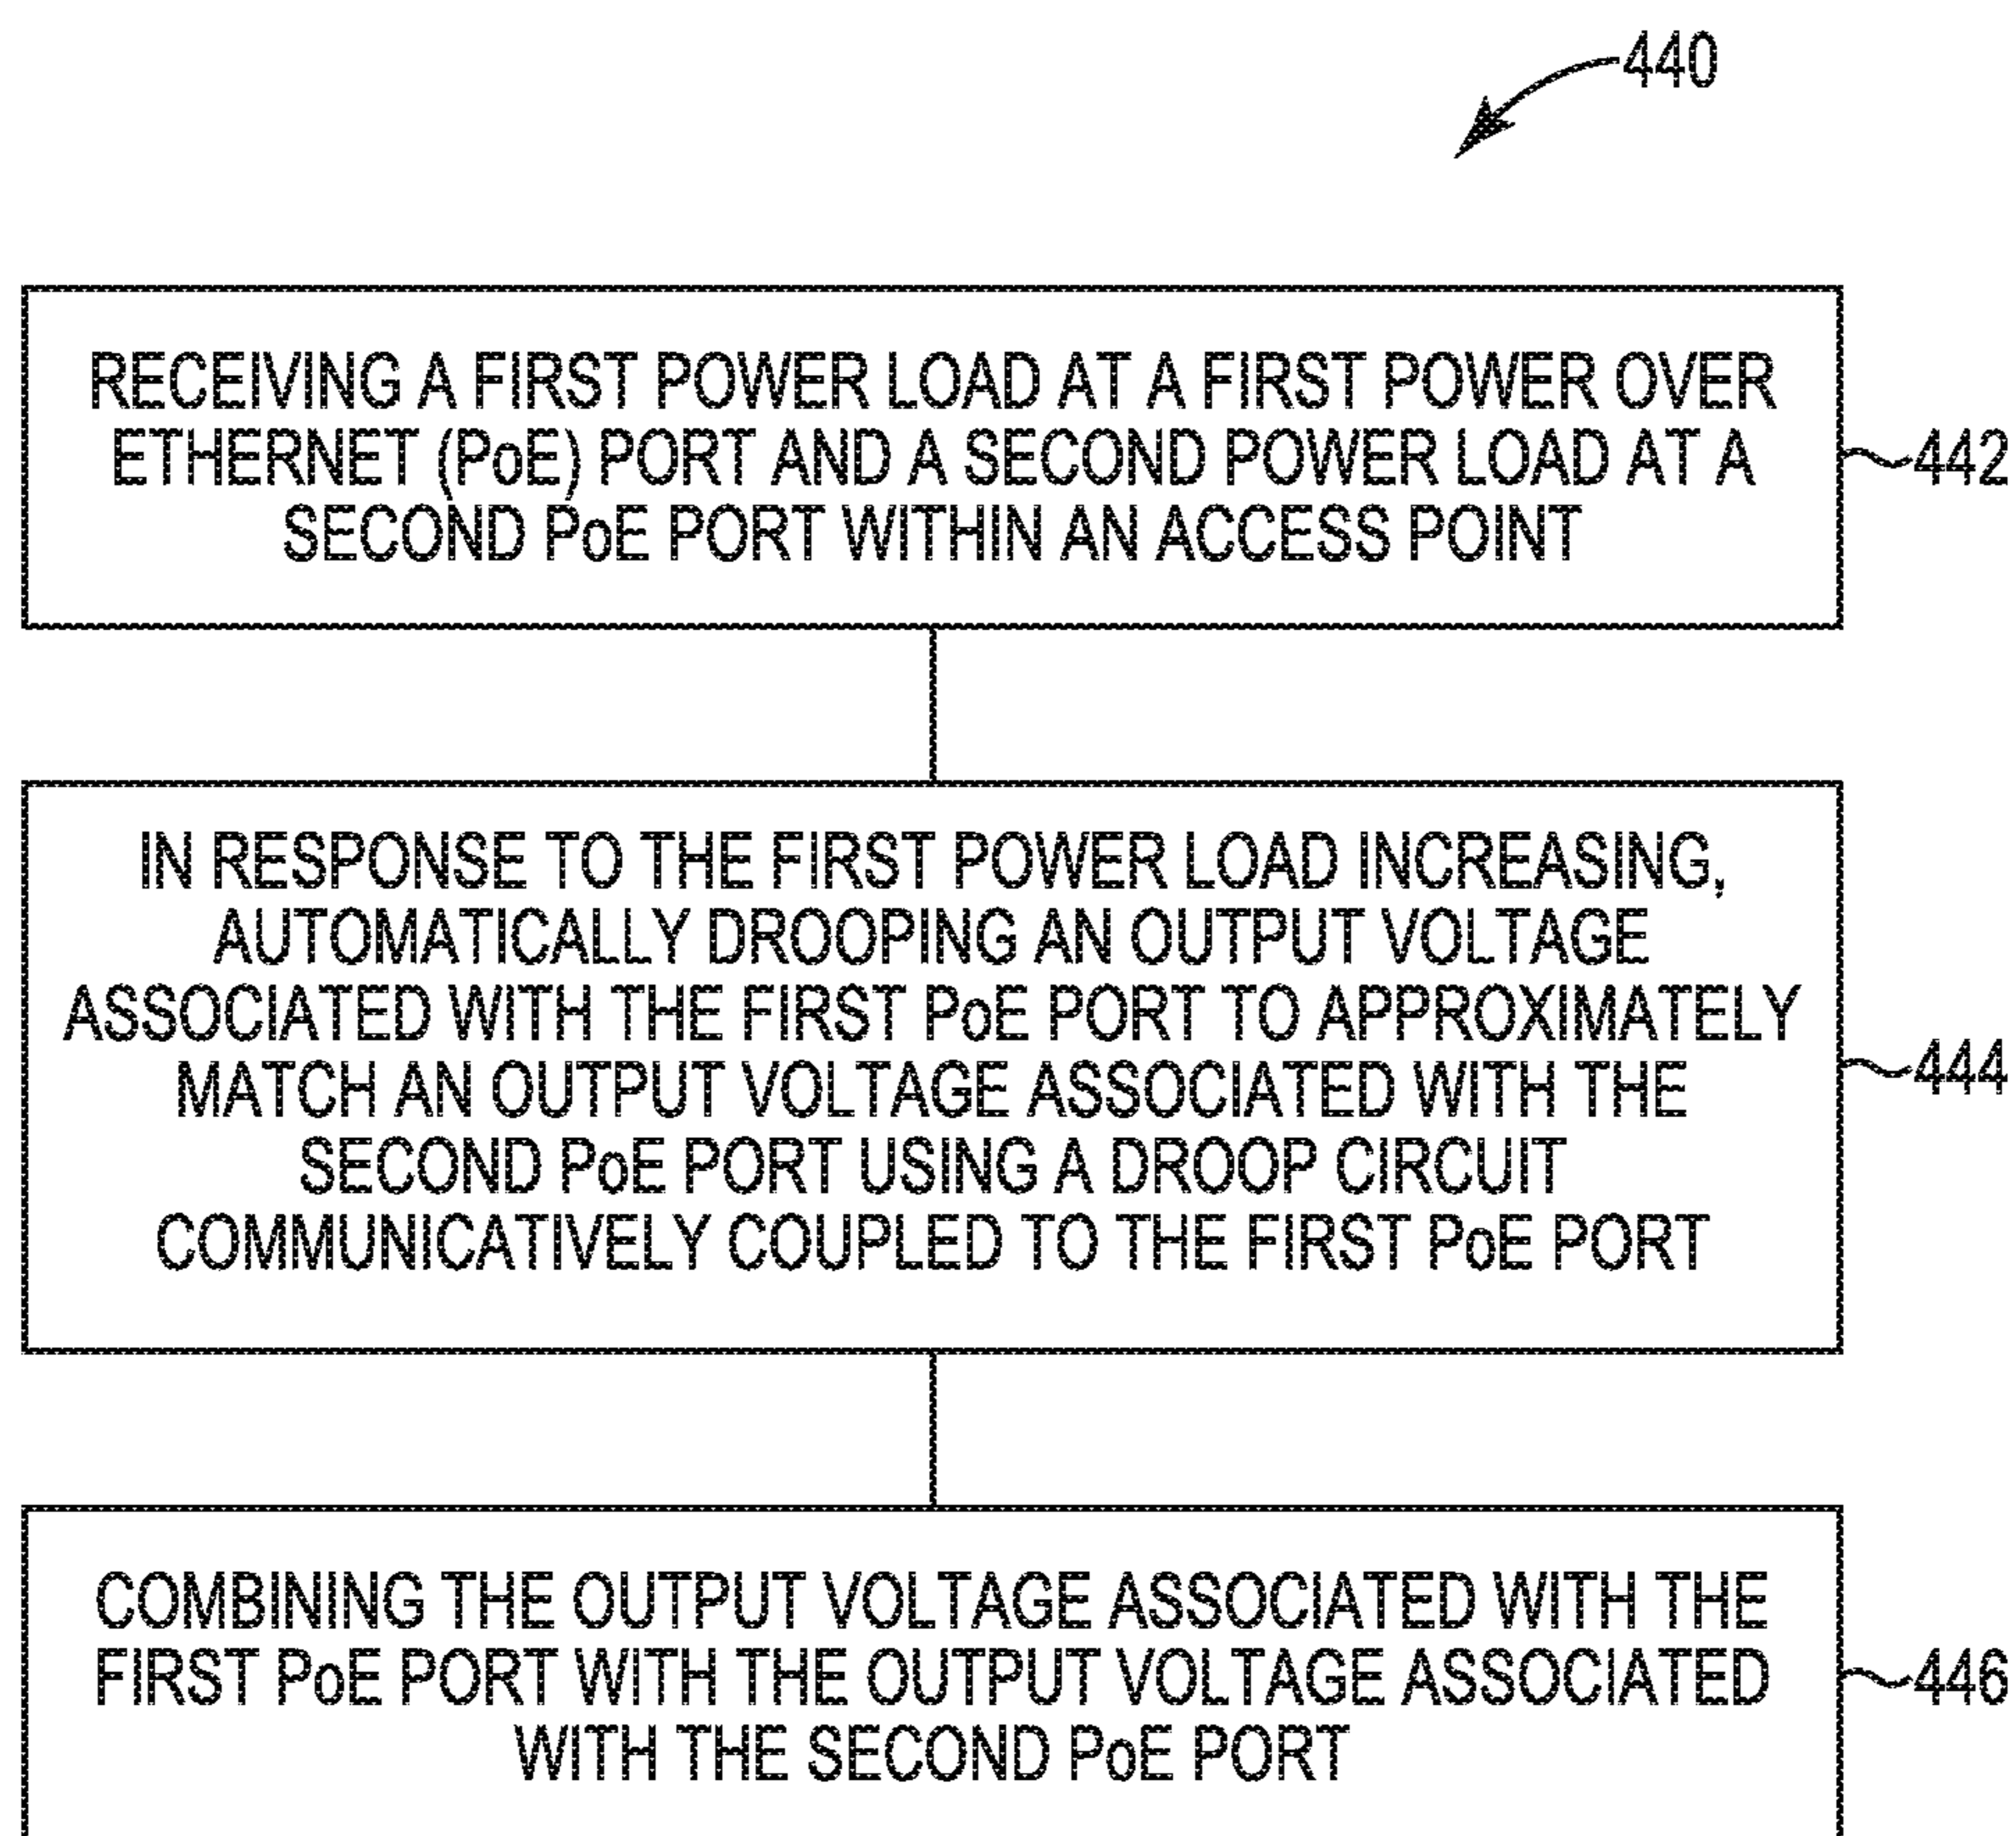 440
RECEIVING A FIRST POWER LOAD AT A FIRST POWER OVER
ETHERNET (PoE) PORT AND A SECOND POWER LOAD AT A
SECOND PoE PORT WITHIN AN ACCESS POINT
442
IN RESPONSE TO THE FIRST POWER LOAD INCREASING,
AUTOMATICALLY DROOPING AN OUTPUT VOLTAGE
ASSOCIATED WITH THE FIRST PoE PORT TO APPROXIMATELY
MATCH AN OUTPUT VOLTAGE ASSOCIATED WITH THE
SECOND PoE PORT USING A DROOP CIRCUIT
COMMUNICATIVELY COUPLED TO THE FIRST PoE PORT
444
COMBINING THE OUTPUT VOLTAGE ASSOCIATED WITH THE
FIRST PoE PORT WITH THE OUTPUT VOLTAGE ASSOCIATED
WITH THE SECOND PoE PORT
446